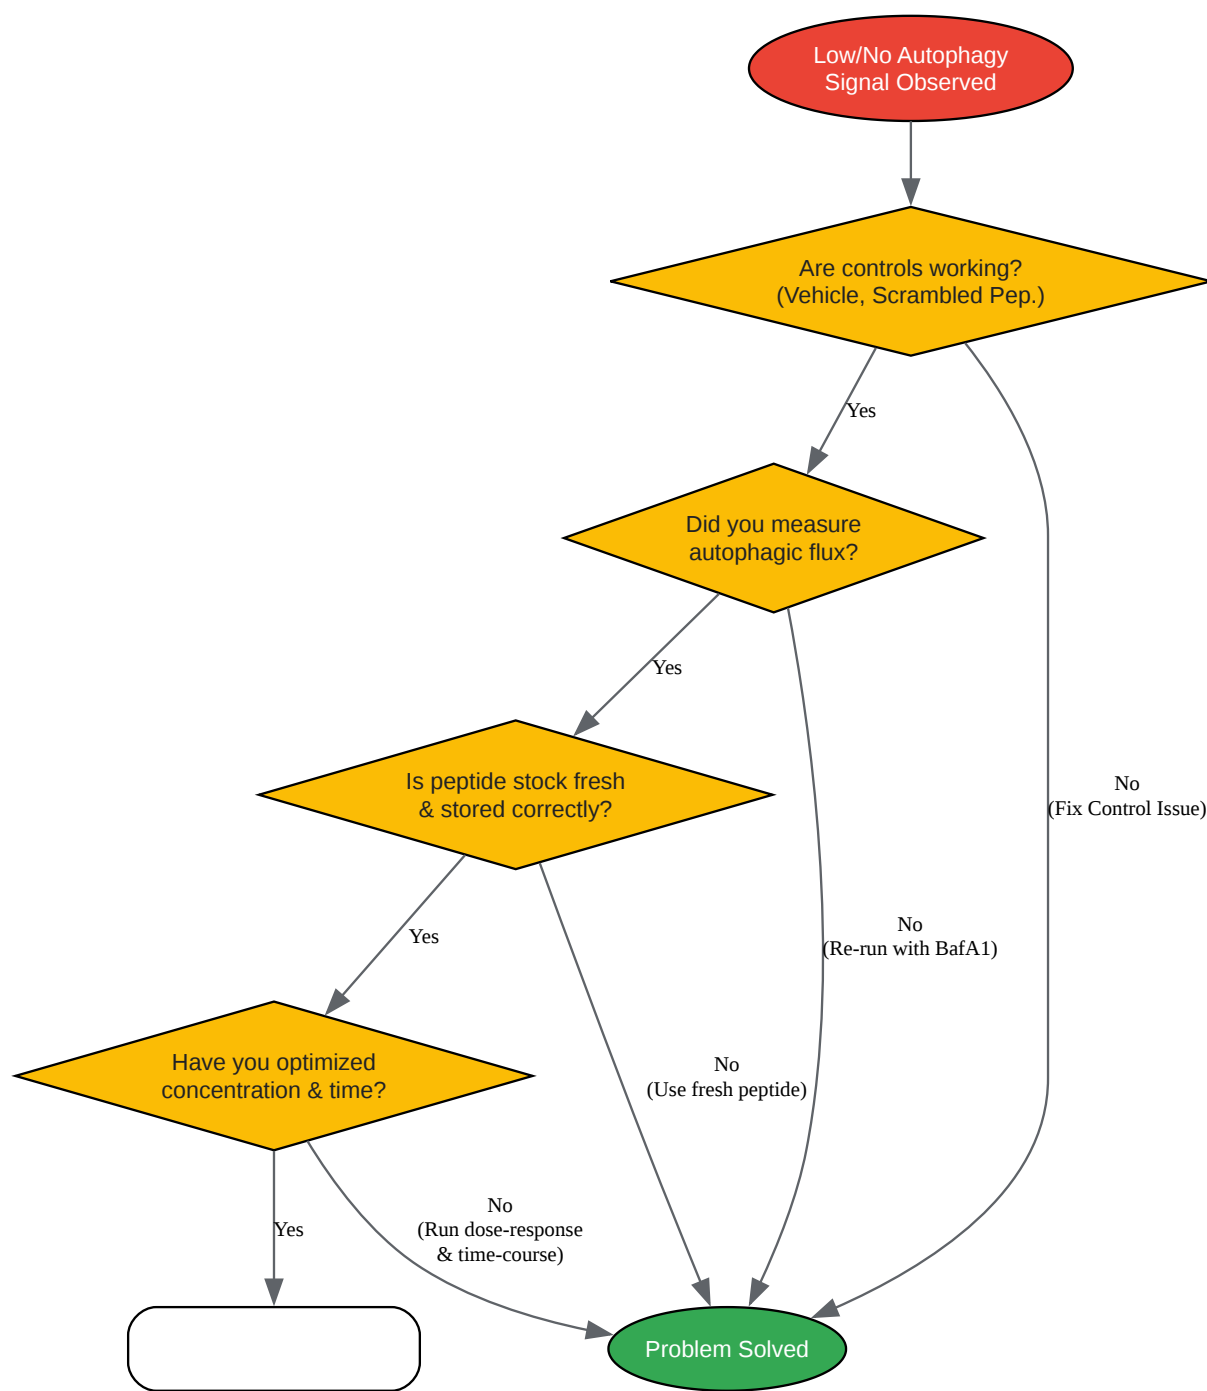 Low/No Autophagy
Signal Observed
Are controls working?
(Vehicle, Scrambled Pep.)
Yes
Did you measure
autophagic flux?
Yes
Is peptide stock fresh
& stored correctly?
No
(Fix Control Issue)
No
(Re-run with BafA1)
Yes
Have you optimized
concentration & time?
No
(Use fresh peptide)
No
(Run dose-response
& time-course)
Yes
Problem Solved